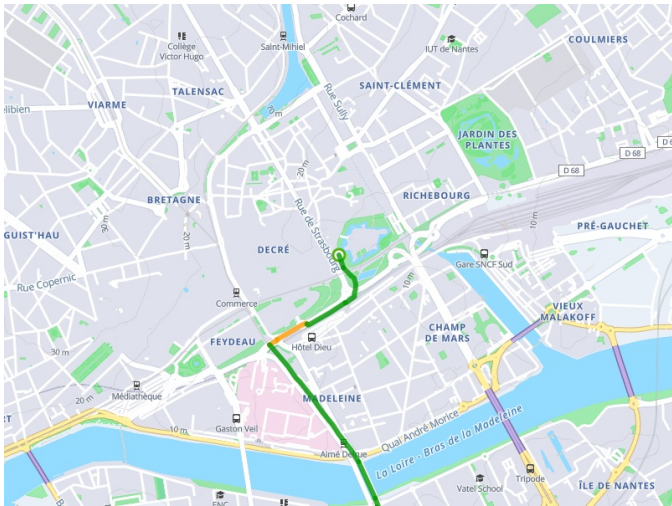 Cochard
Saint-Mihiel
IUT de Nantes
COULMIERS
Collège
Victor Hugo
TALENSAC
SAINT-CLÉMENT
VIARME
70 m
Rue Sully
JARDIN DES
PLANTES
D 68
D 68
20 m
BRETAGNE
RICHEBOURG
30 m
GUIST'HAU
20 m
DECRÉ
Rue de Strasbourg
10 m
PRÉ-GAUCHET
Gare SNCF Sud
Rue Copernic
10 m
Commerce
VIEUX
MALAKOFF
CHAMP
DE MARS
FEYDEAU
Hôtel Dieu
30 m
Médiathèque
MADELEINE
20 m
10 m
Gaston Veil
Quai André Morice
La Loire - Bras de la Madeleine
Tripode
Vatel School
ÎLE DE NANTES